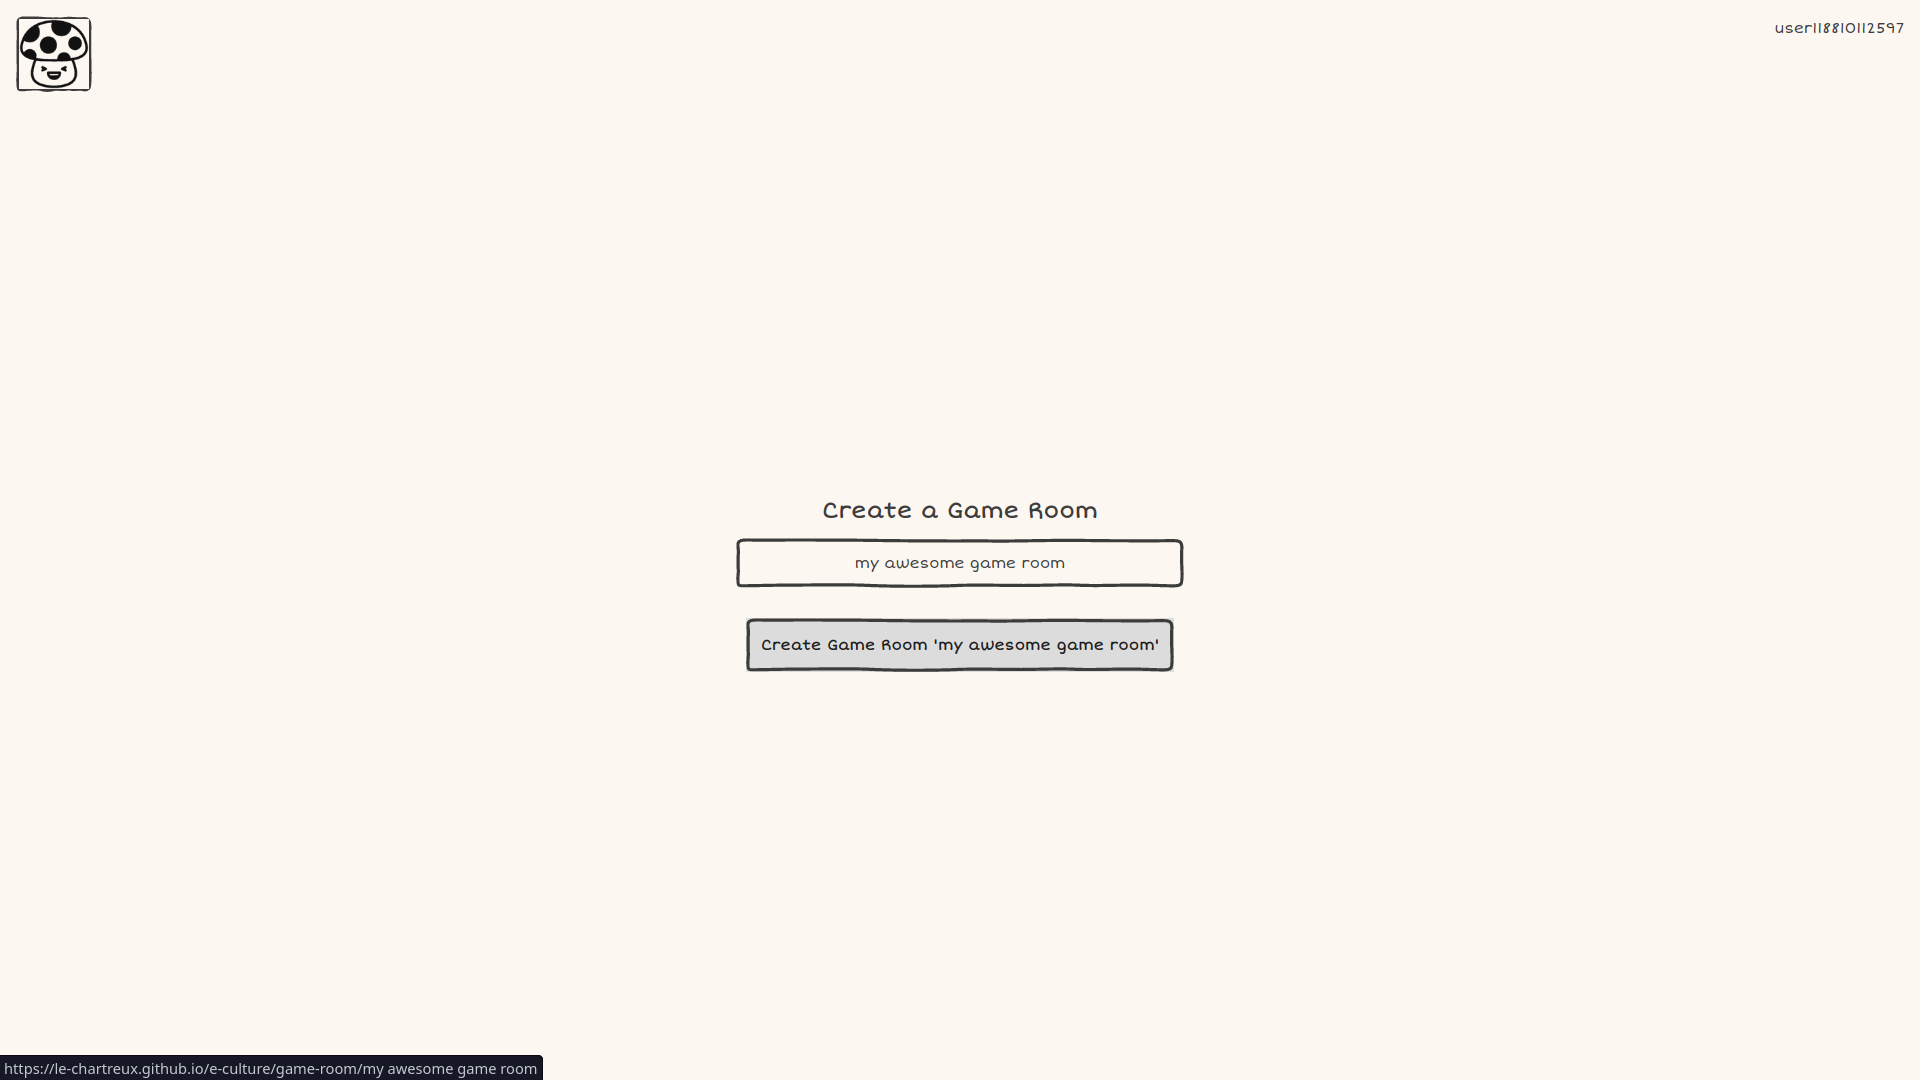 user118810112597
Create a Game Room
my awesome game room
Create Game Room 'my awesome game room'
https://le-chartreux.github.io/e-culture/game-room/my awesome game room